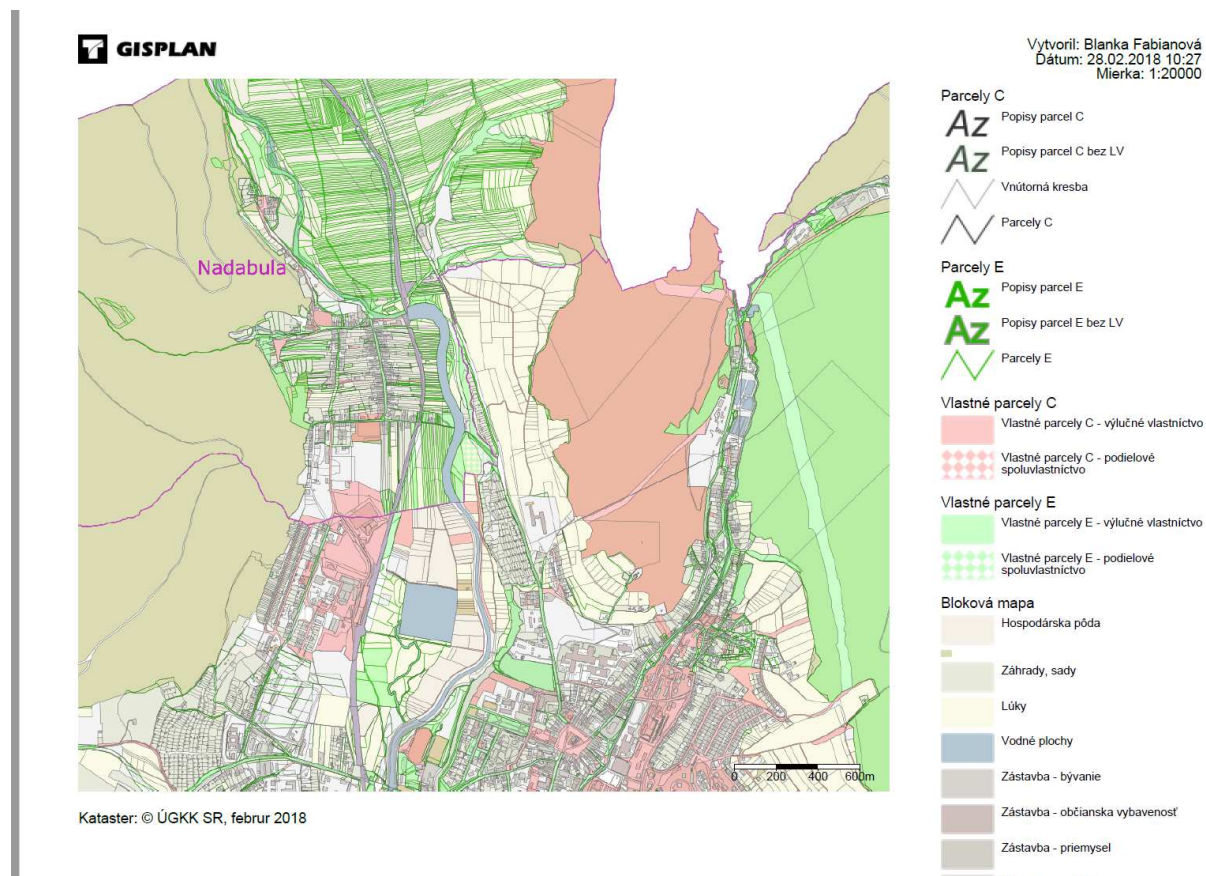 GISPLAN
Vytvoril: Blanka Fabianová
Dátum: 28.02.2018 10:27
Mierka: 1:20000
Nadabula
0 200 400 600m
Kataster: © ÚGKK SR, februr 2018
Parcely C
Az Popisy parcel C
Az Popisy parcel C bez LV
Vnútorná kresba
Parcely C
Parcely E
Az Popisy parcel E
Az Popisy parcel E bez LV
Parcely E
Vlastné parcely C
Vlastné parcely C - výlučné vlastníctvo
Vlastné parcely C - podielové
spoluvlastníctvo
Vlastné parcely E
Vlastné parcely E - výlučné vlastníctvo
Vlastné parcely E - podielové
spoluvlastníctvo
Bloková mapa
Hospodárska pôda
Záhrady, sady
Lúky
Vodné plochy
Zástavba - bývanie
Zástavba - občianska vybavenosť
Zástavba - priemysel